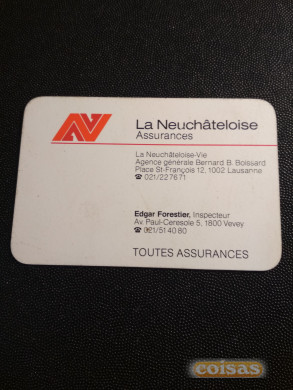 La Neuchâteloise
Assurances
La Neuchâteloise-Vie
Agence générale Bernard B. Boissard
Place St-François 12, 1002 Lausanne
☎ 021/22 76 71
Edgar Forestier, Inspecteur
Av. Paul-Ceresole 5, 1800 Vevey
☎ 021/51 40 80
TOUTES ASSURANCES
coisas